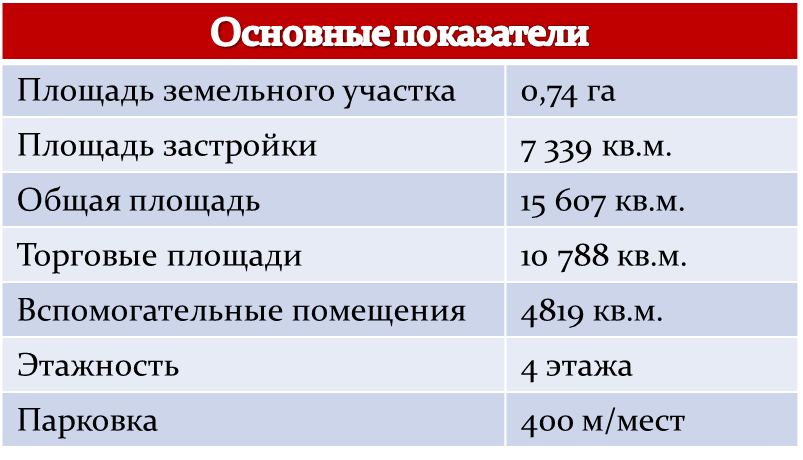 Основные показатели
Площадь земельного участка 0,74 га
Площадь застройки 7 339 кв.м.
Общая площадь 15 607 кв.м.
Торговые площади 10 788 кв.м.
Вспомогательные помещения 4819 кв.м.
Этажность 4 этажа
Парковка 400 м/мест